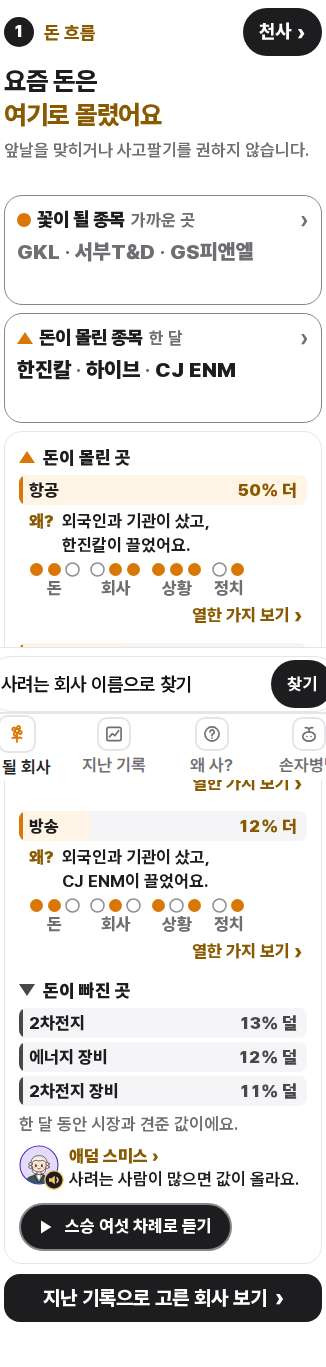 1 돈 흐름
천사 ›
요즘 돈은
여기로 몰렸어요
앞날을 맞히거나 사고팔기를 권하지 않습니다.
꽃이 될 종목 가까운 곳 ›
GKL · 서부T&D · GS피앤엘
돈이 몰린 종목 한 달 ›
한진칼 · 하이브 · CJ ENM
돈이 몰린 곳
항공 50% 더
왜? 외국인과 기관이 샀고,
한진칼이 끌었어요.
돈 회사 상황 정치
열한 가지 보기 ›
사려는 회사 이름으로 찾기 찾기
될 회사 지난 기록 왜 사? 손자병
열한 가지 보기 ›
방송 12% 더
왜? 외국인과 기관이 샀고,
CJ ENM이 끌었어요.
돈 회사 상황 정치
열한 가지 보기 ›
돈이 빠진 곳
2차전지 13% 덜
에너지 장비 12% 덜
2차전지 장비 11% 덜
한 달 동안 시장과 견준 값이에요.
애덤 스미스 ›
사려는 사람이 많으면 값이 올라요.
스승 여섯 차례로 듣기
지난 기록으로 고른 회사 보기 ›